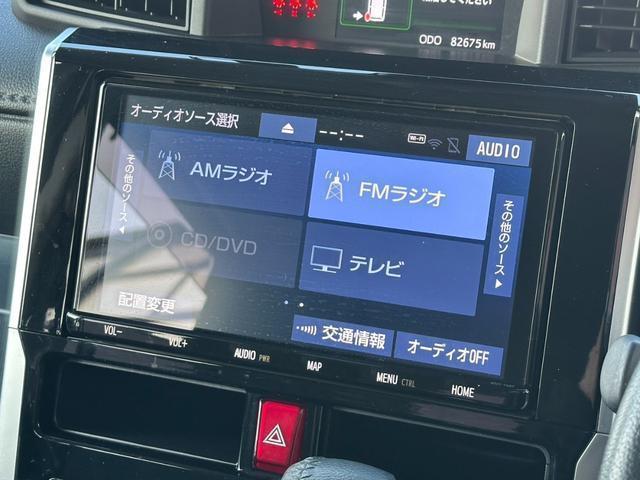 ODO 82675km
オーディオソース選択
--:--
Wi-Fi
AUDIO
その他のソース
AMラジオ
FMラジオ
その他のソース
CD/DVD
テレビ
配置変更
交通情報
オーディオOFF
VOL-
VOL+
AUDIO PWR
MAP
MENU CTRL
HOME